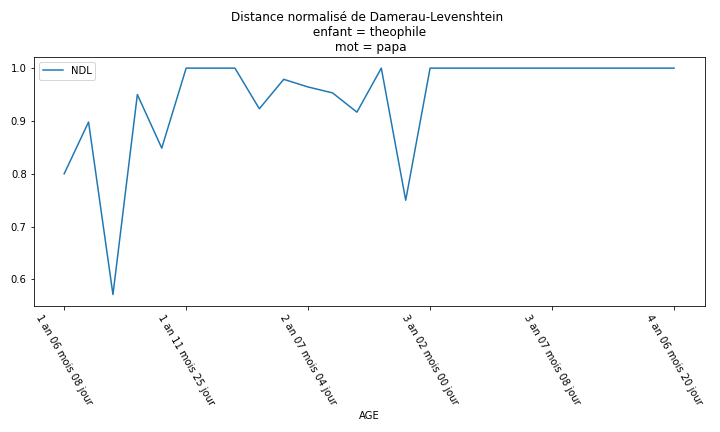 Distance normalisé de Damerau-Levenshtein
enfant = theophile
mot = papa
NDL
1.0
0.9
0.8
0.7
0.6
1 an 06 mois 08 jour
1 an 11 mois 25 jour
2 an 07 mois 04 jour
3 an 02 mois 00 jour
3 an 07 mois 08 jour
4 an 06 mois 20 jour
AGE